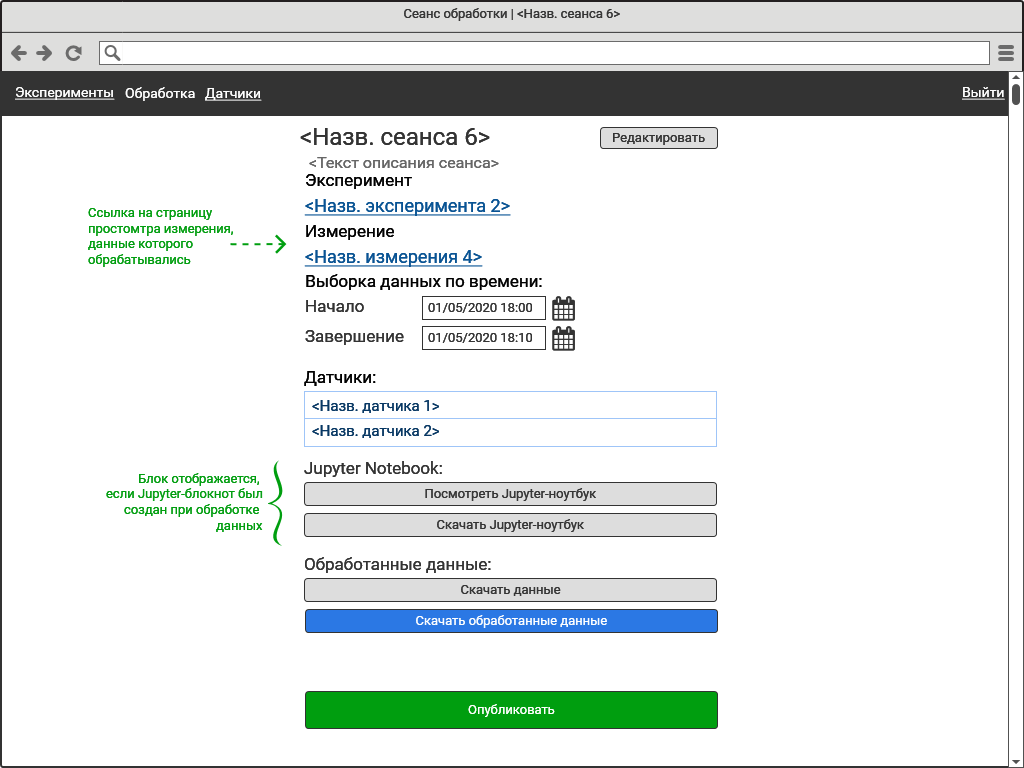 Сеанс обработки | <Назв. сеанса 6>
Эксперименты Обработка Датчики Выйти
<Назв. сеанса 6>
Редактировать
<Текст описания сеанса>
Эксперимент
<Назв. эксперимента 2>
Ссылка на страницу
простомтра измерения,
данные которого
обрабатывались
Измерение
<Назв. измерения 4>
Выборка данных по времени:
Начало 01/05/2020 18:00
Завершение 01/05/2020 18:10
Датчики:
<Назв. датчика 1>
<Назв. датчика 2>
Блок отображается,
если Jupyter-блокнот был
создан при обработке
данных
Jupyter Notebook:
Посмотреть Jupyter-ноутбук
Скачать Jupyter-ноутбук
Обработанные данные:
Скачать данные
Скачать обработанные данные
Опубликовать